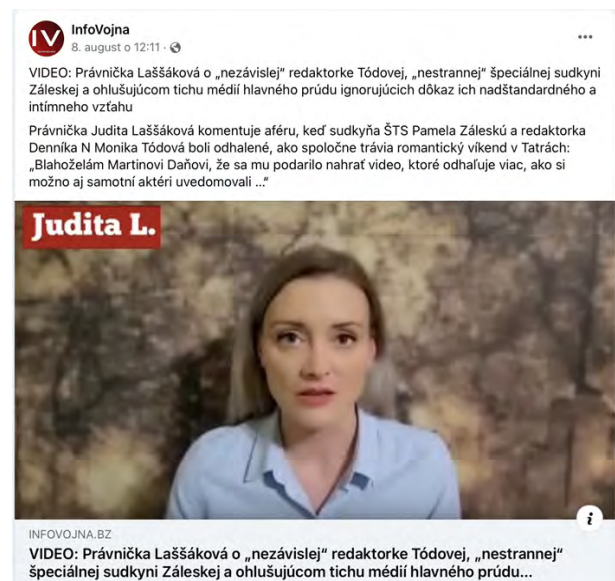 IV
InfoVojna
8. august o 12:11 ·
VIDEO: Právnička Laššáková o „nezávislej“ redaktorke Tódovej, „nestrannej“ špeciálnej sudkyni
Záleskej a ohlušujúcom tichu médií hlavného prúdu ignorujúcich dôkaz ich nadštandardného a
intímneho vzťahu
Právnička Judita Laššáková komentuje aféru, keď sudkyňa ŠTS Pamela Záleskú a redaktorka
Denníka N Monika Tódová boli odhalené, ako spoločne trávia romantický víkend v Tatrách:
„Blahoželám Martinovi Daňovi, že sa mu podarilo nahrať video, ktoré odhaľuje viac, ako si
možno aj samotní aktéri uvedomovali ...“
Judita L.
i
INFOVOJNA.BZ
VIDEO: Právnička Laššáková o „nezávislej“ redaktorke Tódovej, „nestrannej“
špeciálnej sudkyni Záleskej a ohlušujúcom tichu médií hlavného prúdu...